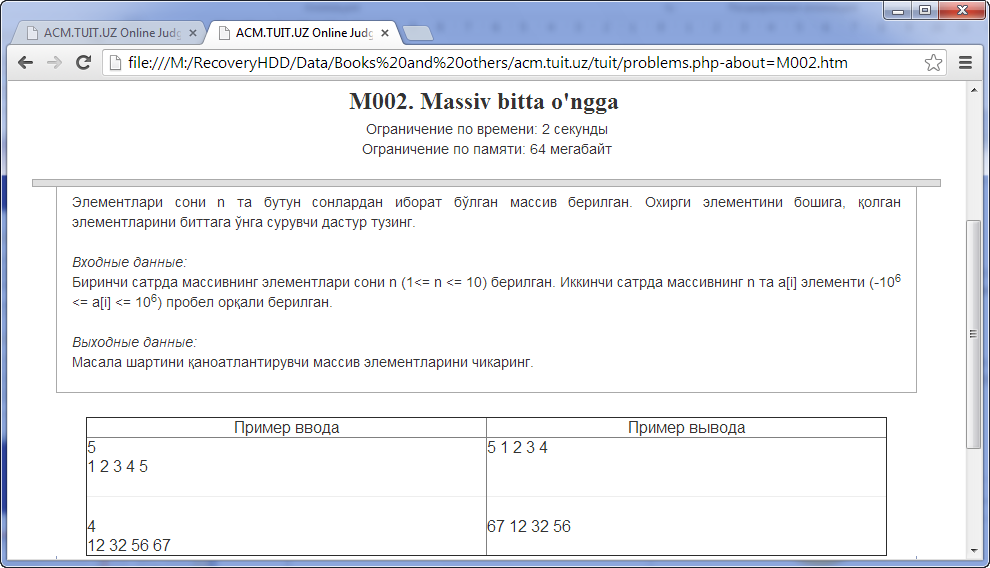 ACM.TUIT.UZ Online Judg
ACM.TUIT.UZ Online Judg
file:///M:/RecoveryHDD/Data/Books%20and%20others/acm.tuit.uz/tuit/problems.php-about=M002.htm
M002. Massiv bitta o'ngga
Ограничение по времени: 2 секунды
Ограничение по памяти: 64 мегабайт
Элементлари сони n та бутун сонлардан иборат бўлган массив берилган. Охирги элементини бошига, қолган
элементларини биттага ўнга сурувчи дастур тузинг.
Входные данные:
Биринчи сатрда массивнинг элементлари сони n (1<= n <= 10) берилган. Иккинчи сатрда массивнинг n та a[i] элементи (-10^6
<= a[i] <= 10^6) пробел орқали берилган.
Выходные данные:
Масала шартини қаноатлантирувчи массив элементларини чикаринг.
Пример ввода Пример вывода
5 5 1 2 3 4
1 2 3 4 5
4 67 12 32 56
12 32 56 67